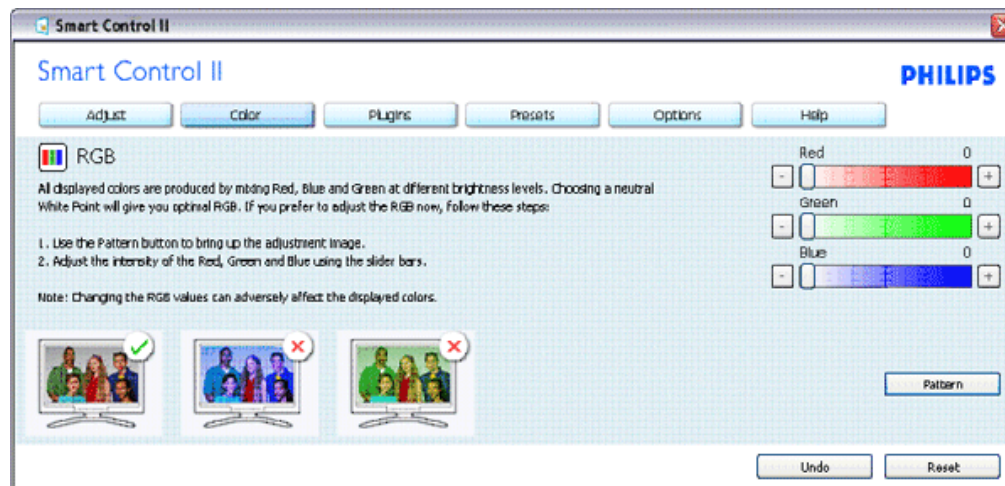 Smart Control II
Smart Control II
PHILIPS
Adjust Color Plugins Presets Options Help
RGB
All displayed colors are produced by mixing Red, Blue and Green at different brightness levels. Choosing a neutral
White Point will give you optimal RGB. If you prefer to adjust the RGB now, follow these steps:
1. Use the Pattern button to bring up the adjustment image.
2. Adjust the intensity of the Red, Green and Blue using the slider bars.
Note: Changing the RGB values can adversely affect the displayed colors.
Red 0
- +
Green 0
- +
Blue 0
- +
Pattern
Undo Reset